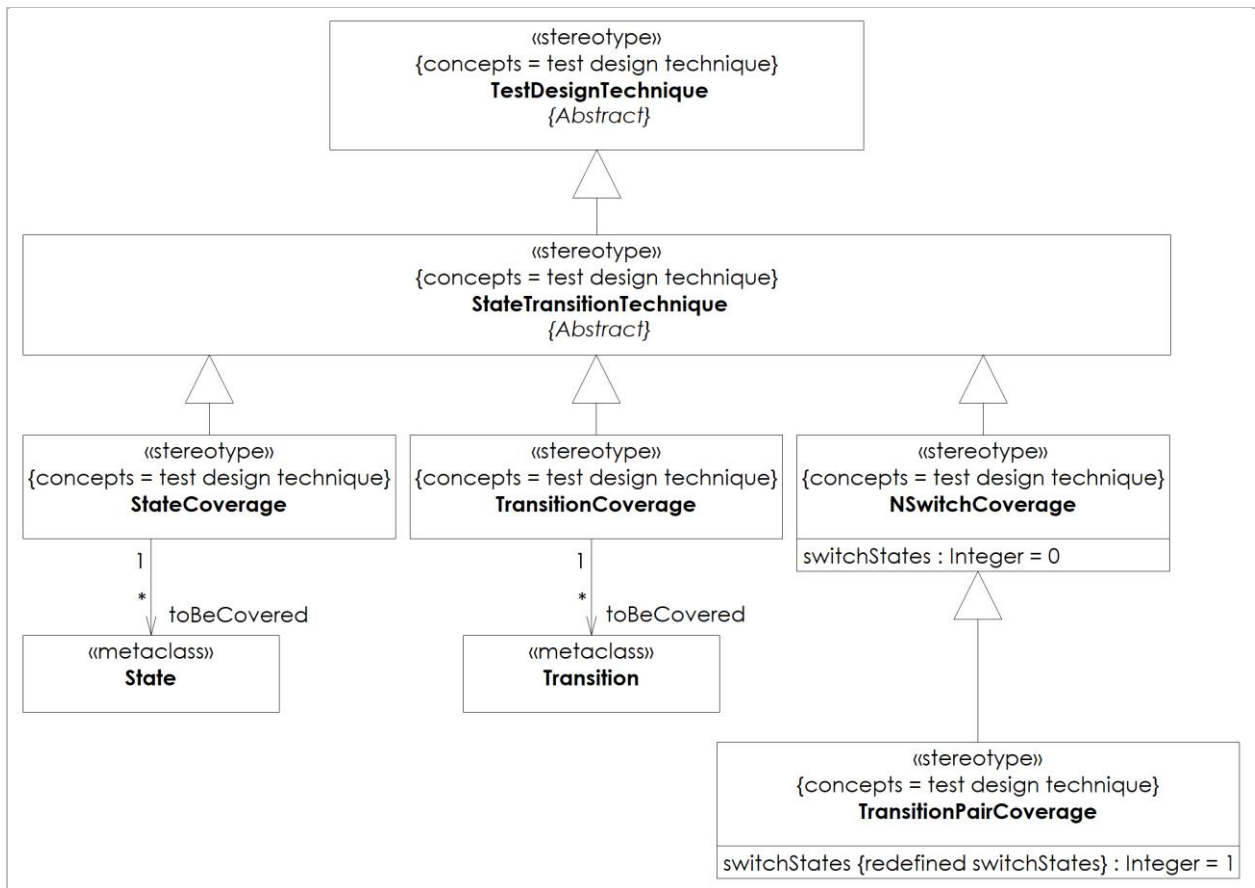 «stereotype»
{concepts = test design technique}
TestDesignTechnique
{Abstract}
«stereotype»
{concepts = test design technique}
StateTransitionTechnique
{Abstract}
«stereotype»
{concepts = test design technique}
StateCoverage
«stereotype»
{concepts = test design technique}
TransitionCoverage
«stereotype»
{concepts = test design technique}
NSwitchCoverage
switchStates : Integer = 0
1
*
toBeCovered
1
*
toBeCovered
«metaclass»
State
«metaclass»
Transition
«stereotype»
{concepts = test design technique}
TransitionPairCoverage
switchStates {redefined switchStates} : Integer = 1